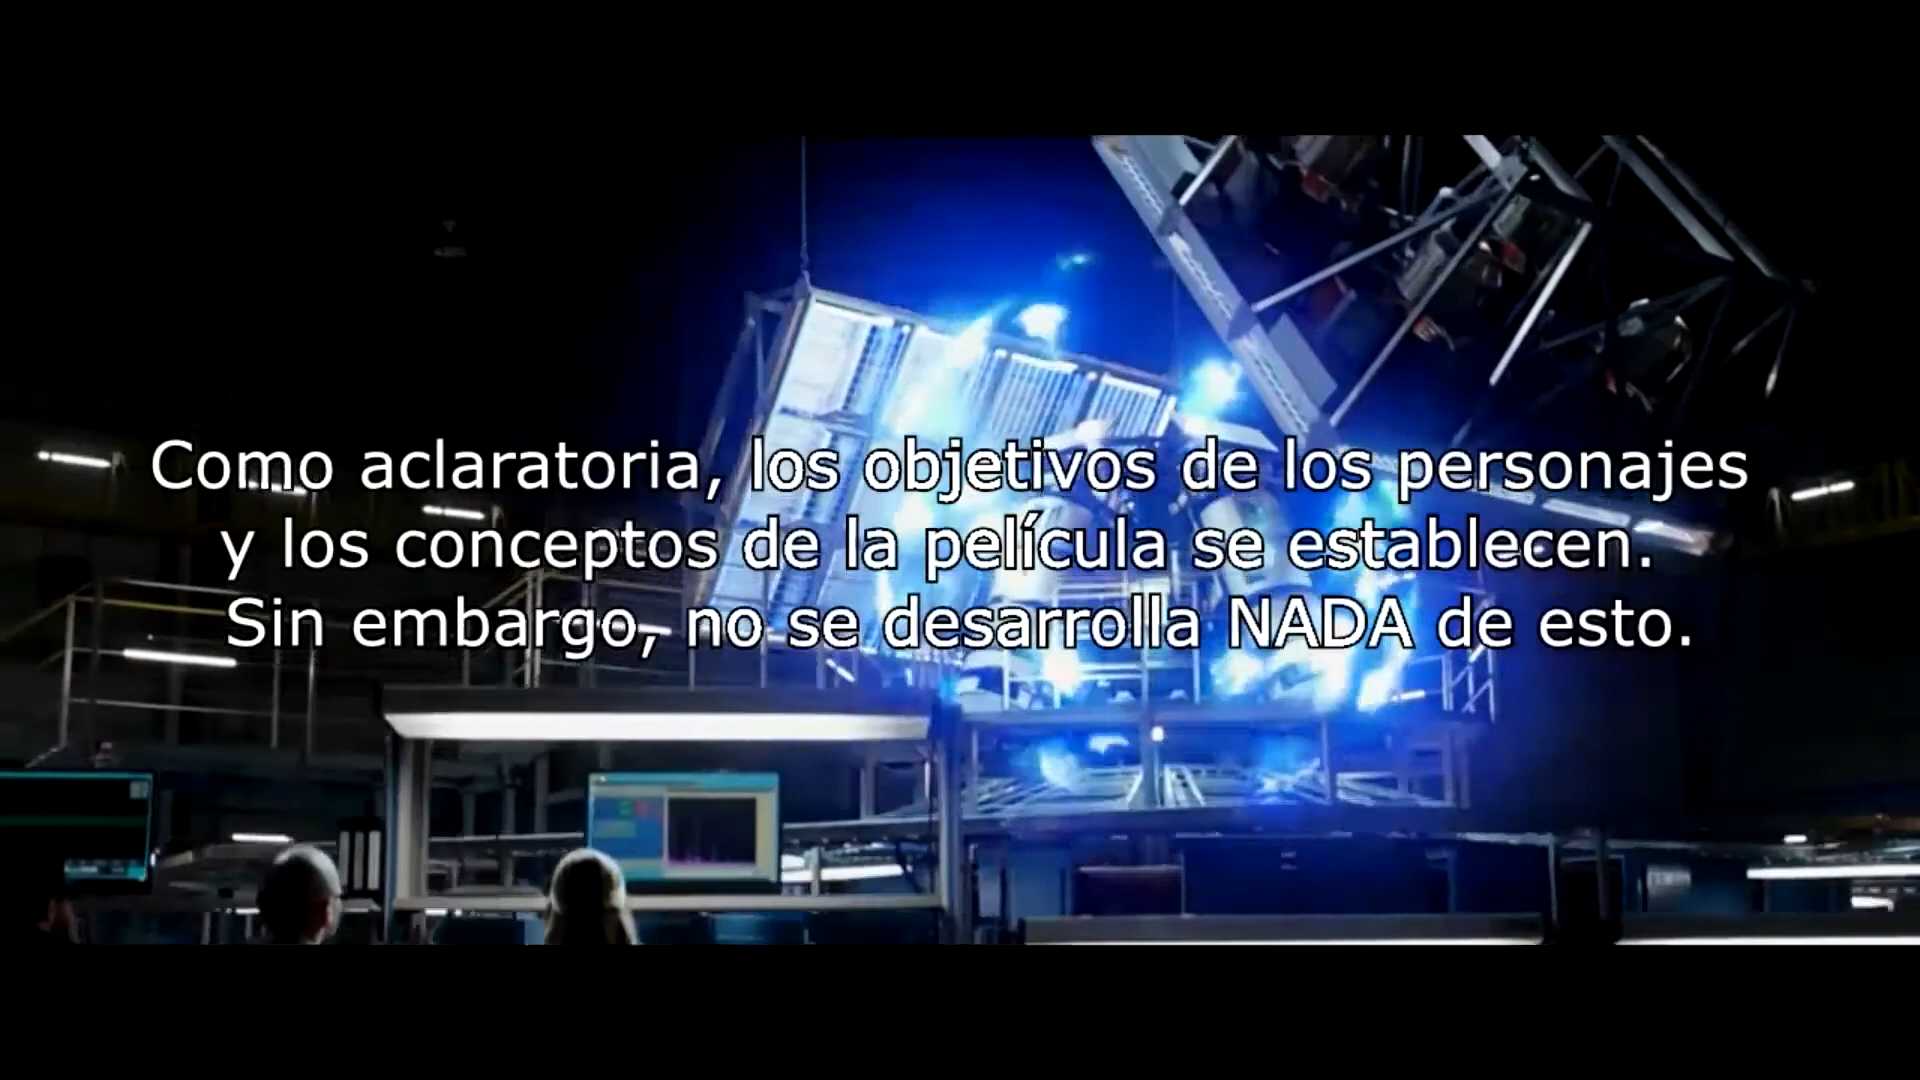 Como aclaratoria, los objetivos de los personajes
y los conceptos de la película se establecen.
Sin embargo, no se desarrolla NADA de esto.